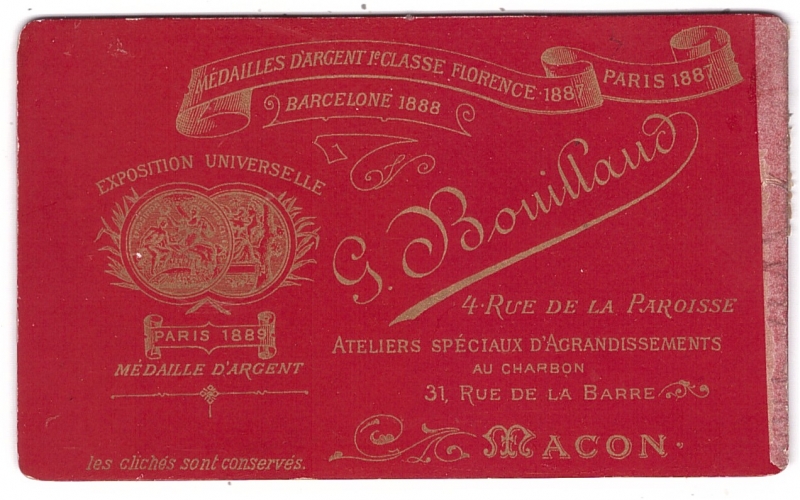 MÉDAILLES D'ARGENT 1e CLASSE FLORENCE · 1887
PARIS 1887
BARCELONE 1888
EXPOSITION UNIVERSELLE
PARIS 1889
MÉDAILLE D'ARGENT
les clichés sont conservés.
G. Bouillaud
4 · RUE DE LA PAROISSE
ATELIERS SPÉCIAUX D'AGRANDISSEMENTS
AU CHARBON
31, RUE DE LA BARRE
MACON ·